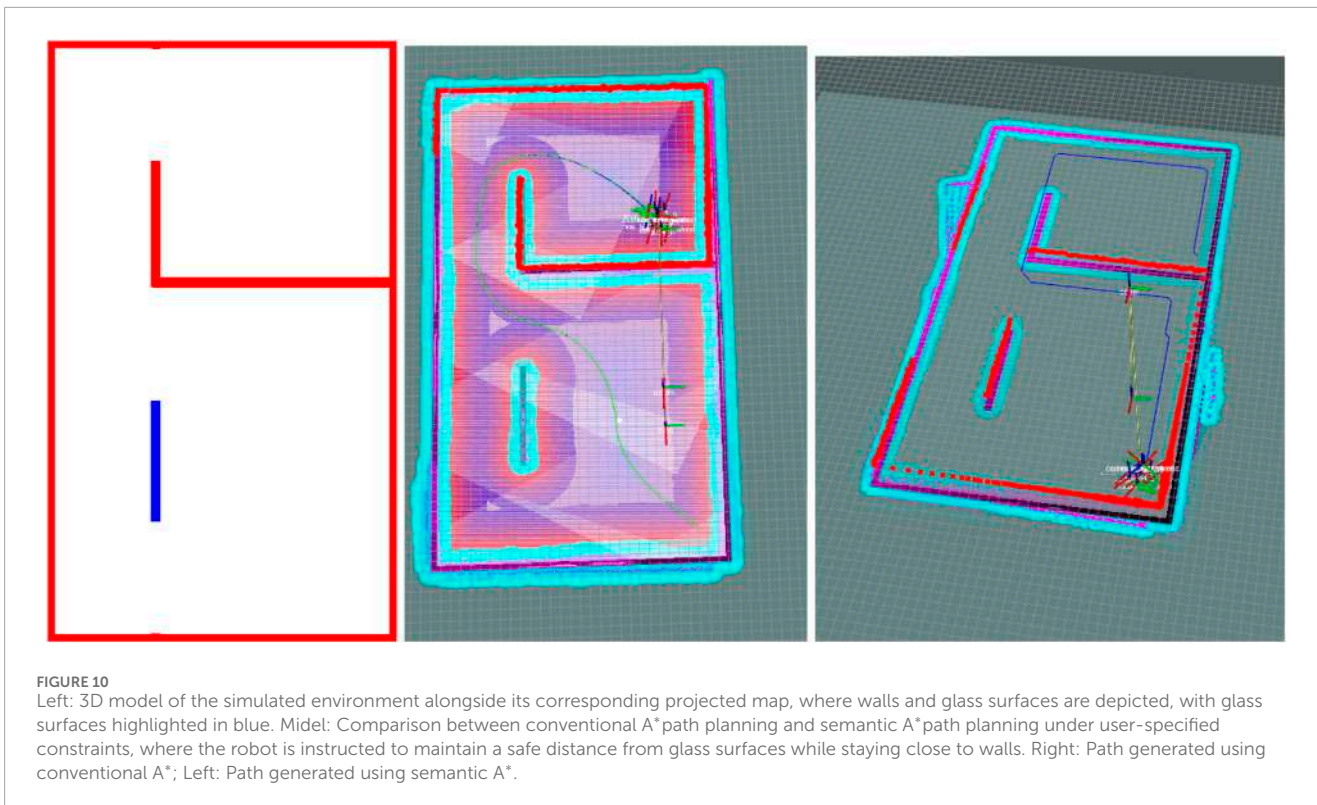 FIGURE 10
Left: 3D model of the simulated environment alongside its corresponding projected map, where walls and glass surfaces are depicted, with glass
surfaces highlighted in blue. Midel: Comparison between conventional A*path planning and semantic A*path planning under user-specified
constraints, where the robot is instructed to maintain a safe distance from glass surfaces while staying close to walls. Right: Path generated using
conventional A*; Left: Path generated using semantic A*.